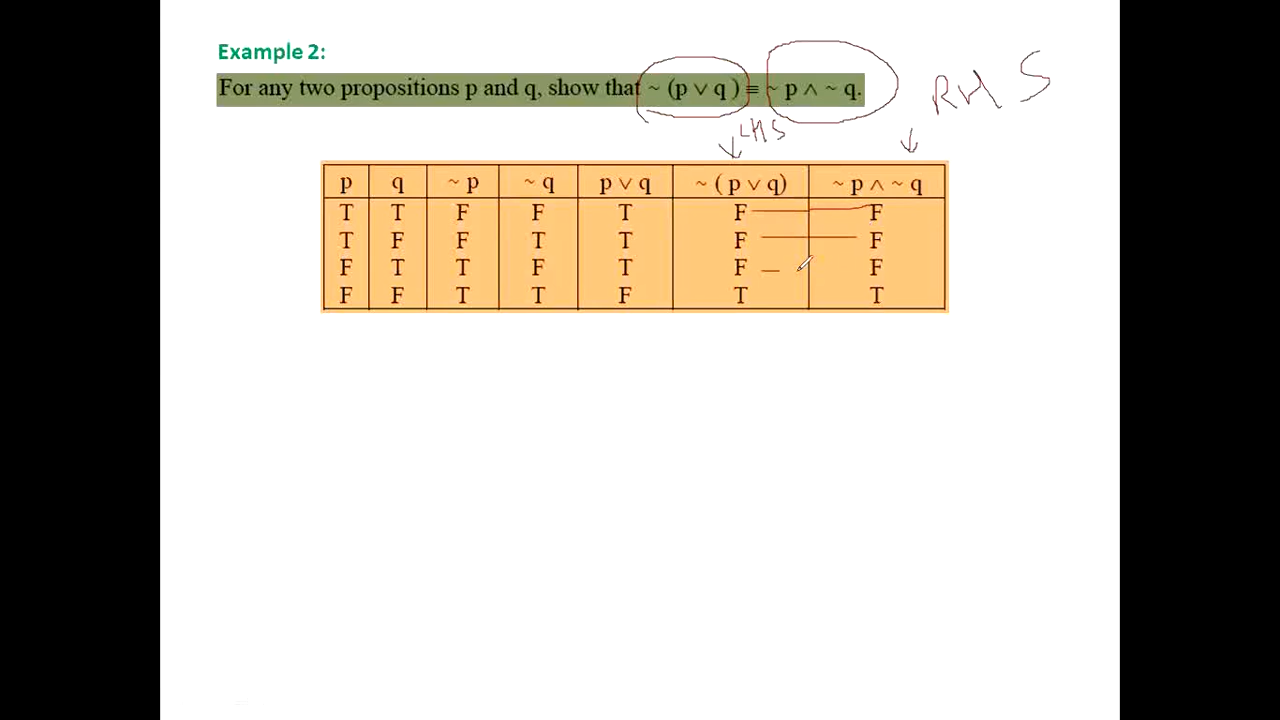 Example 2:
For any two propositions p and q, show that ~ (p ∨ q ) ≡ ~ p ∧ ~ q.
RHS
LHS
p q ~ p ~ q p ∨ q ~ ( p ∨ q) ~ p ∧ ~ q
T T F F T F F
T F F T T F F
F T T F T F F
F F T T F T T